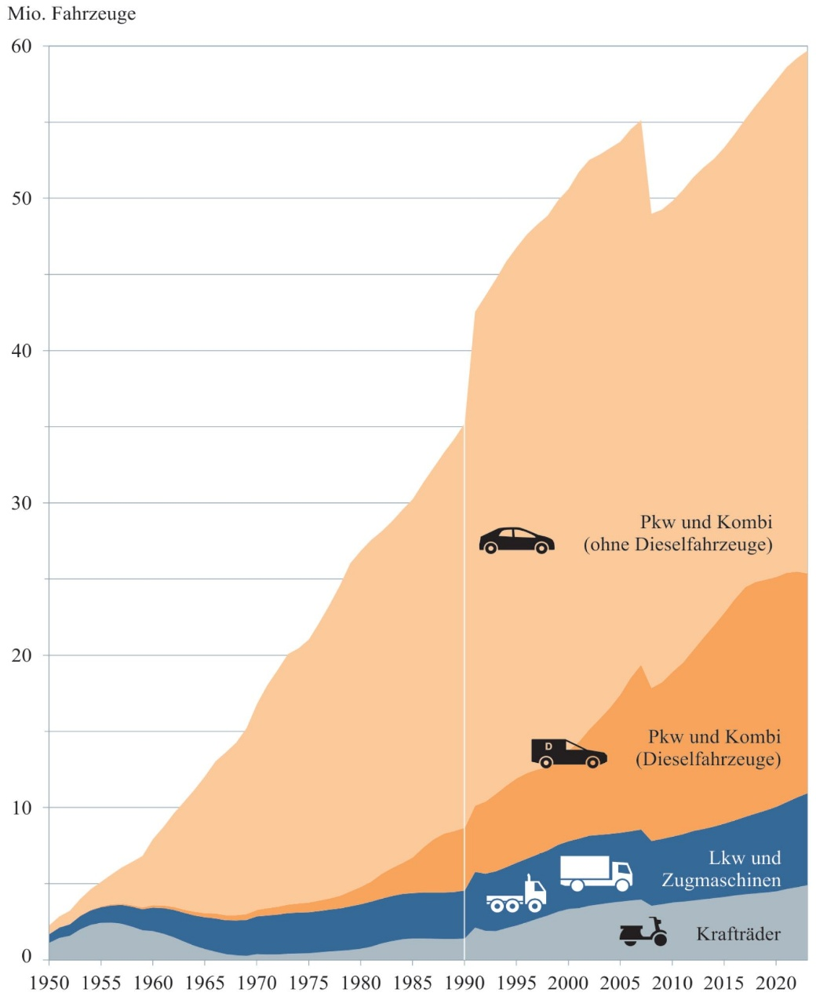 Mio. Fahrzeuge
60
50
40
30
20
10
0
Pkw und Kombi
(ohne Dieselfahrzeuge)
D
Pkw und Kombi
(Dieselfahrzeuge)
Lkw und
Zugmaschinen
Krafträder
1950 1955 1960 1965 1970 1975 1980 1985 1990 1995 2000 2005 2010 2015 2020